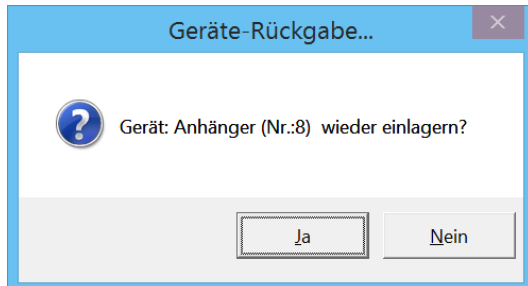 Geräte-Rückgabe...
Gerät: Anhänger (Nr.:8)  wieder einlagern?
Ja
Nein